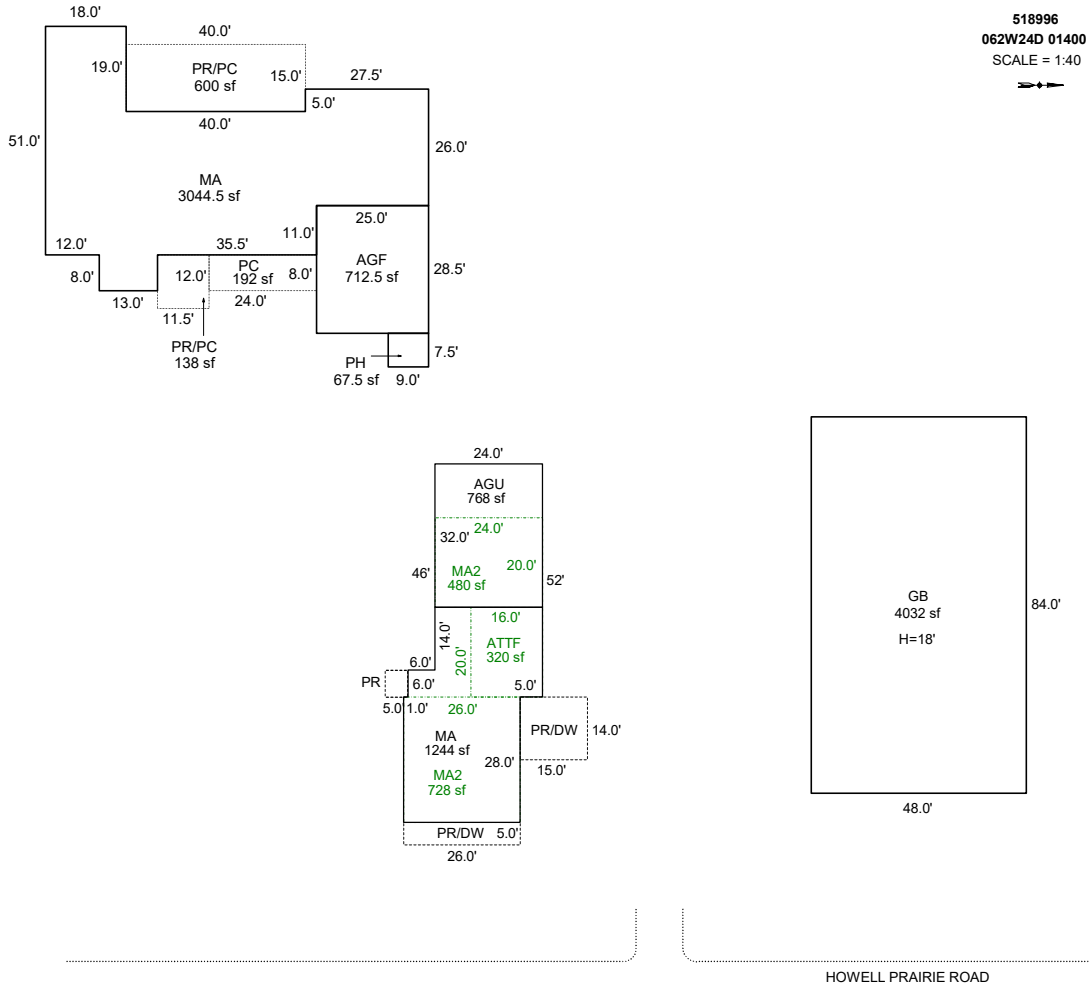 518996
062W24D 01400
SCALE = 1:40
18.0'
40.0'
19.0'
PR/PC
600 sf
15.0'
27.5'
5.0'
40.0'
51.0'
26.0'
MA
3044.5 sf
25.0'
11.0'
12.0'
35.5'
AGF
712.5 sf
28.5'
8.0'
12.0'
PC
192 sf
8.0'
13.0'
24.0'
11.5'
PR/PC
138 sf
PH
67.5 sf
7.5'
9.0'
24.0'
AGU
768 sf
24.0'
32.0'
46'
MA2
480 sf
20.0'
52'
16.0'
14.0'
ATTF
320 sf
20.0'
6.0'
PR
6.0'
5.0'
5.0'
1.0'
26.0'
MA
1244 sf
PR/DW
14.0'
28.0'
15.0'
MA2
728 sf
PR/DW
5.0'
26.0'
GB
4032 sf
H=18'
84.0'
48.0'
HOWELL PRAIRIE ROAD